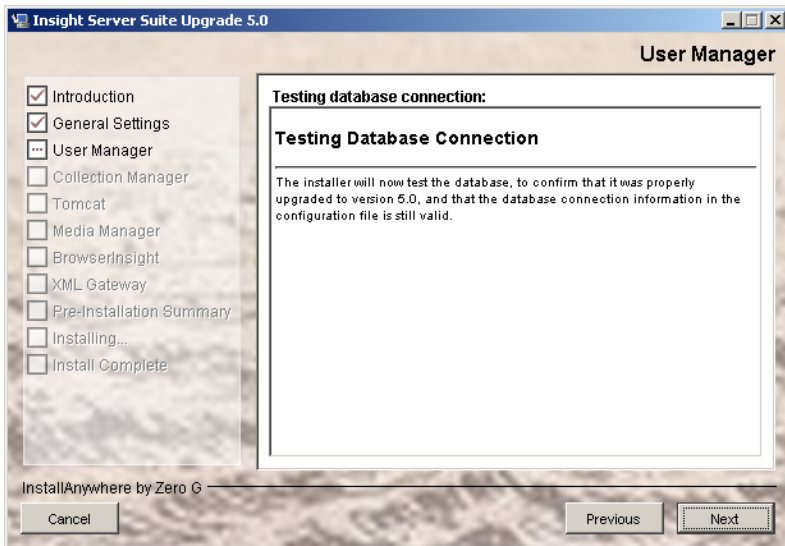 Insight Server Suite Upgrade 5.0
User Manager
Introduction
General Settings
User Manager
Collection Manager
Tomcat
Media Manager
BrowserInsight
XML Gateway
Pre-Installation Summary
Installing...
Install Complete
Testing database connection:
Testing Database Connection
The installer will now test the database, to confirm that it was properly
upgraded to version 5.0, and that the database connection information in the
configuration file is still valid.
InstallAnywhere by Zero G
Cancel
Previous
Next